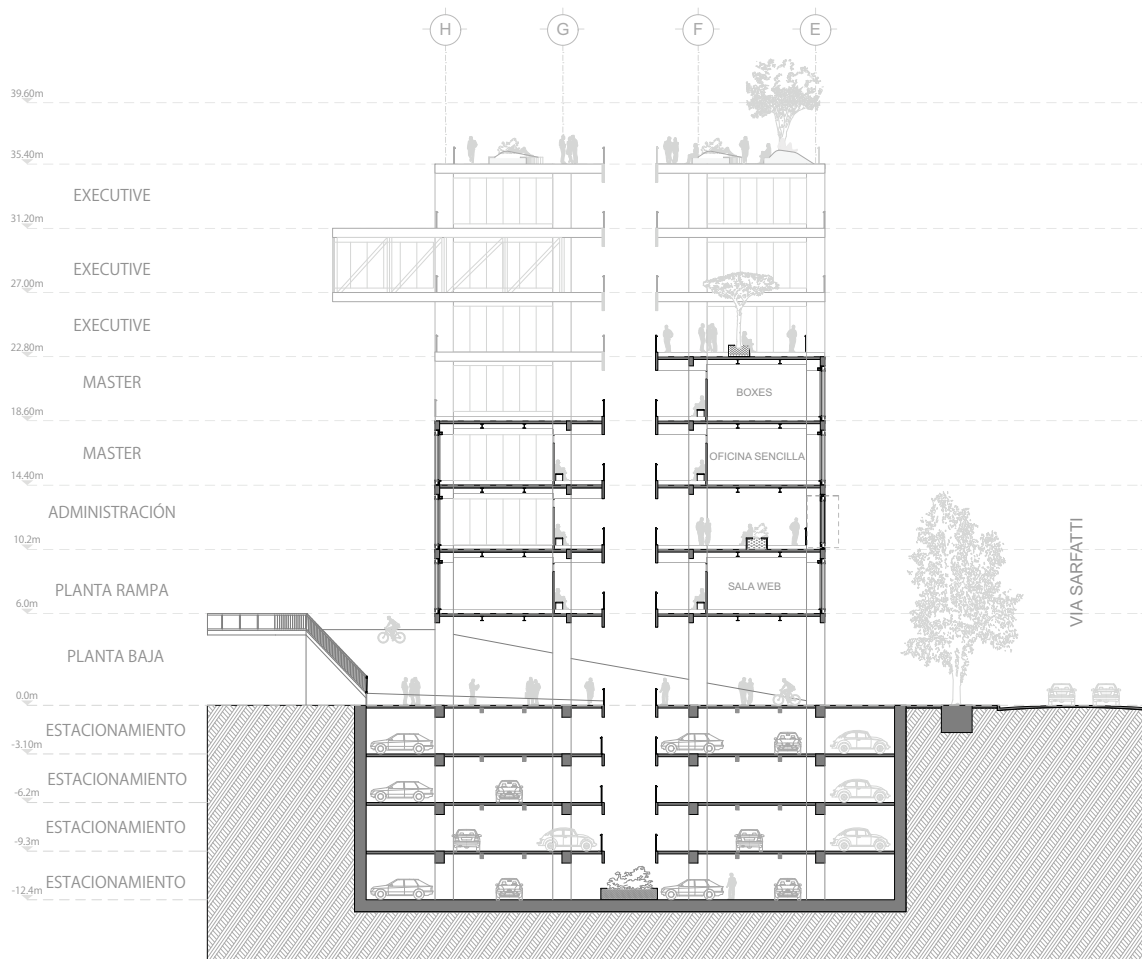 H G F E
39,60m
35,40m
EXECUTIVE
31,20m
EXECUTIVE
27,00m
EXECUTIVE
22,80m
MASTER
BOXES
18,60m
MASTER
OFICINA SENCILLA
14,40m
ADMINISTRACIÓN
10,2m
PLANTA RAMPA
SALA WEB
6,0m
PLANTA BAJA
VIA SARFATTI
0,0m
ESTACIONAMIENTO
-3,10m
ESTACIONAMIENTO
-6,2m
ESTACIONAMIENTO
-9,3m
ESTACIONAMIENTO
-12,4m